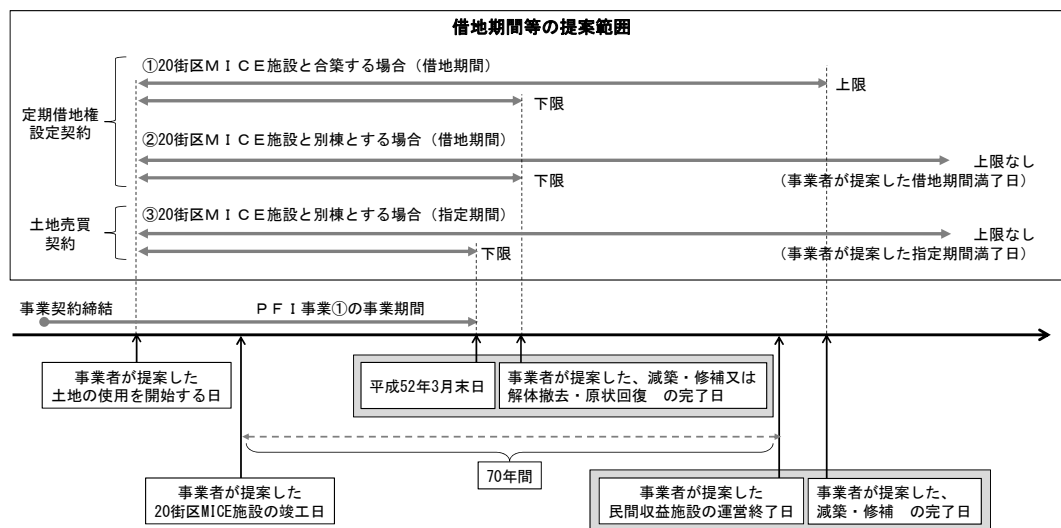 借地期間等の提案範囲
①20街区ＭＩＣＥ施設と合築する場合（借地期間）
上限
下限
定期借地権
設定契約
②20街区ＭＩＣＥ施設と別棟とする場合（借地期間）
上限なし
（事業者が提案した借地期間満了日）
下限
土地売買
契約
③20街区ＭＩＣＥ施設と別棟とする場合（指定期間）
上限なし
（事業者が提案した指定期間満了日）
下限
事業契約締結
ＰＦＩ事業①の事業期間
事業者が提案した
土地の使用を開始する日
平成52年3月末日
事業者が提案した、減築・修補又は
解体撤去・原状回復　の完了日
70年間
事業者が提案した
20街区MICE施設の竣工日
事業者が提案した
民間収益施設の運営終了日
事業者が提案した、
減築・修補　の完了日